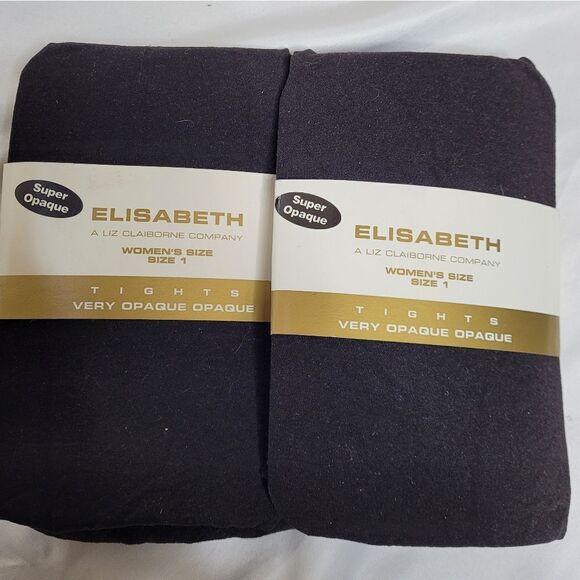 Super
Opaque
ELISABETH
A LIZ CLAIBORNE COMPANY
WOMEN'S SIZE
SIZE 1
TIGHTS
VERY OPAQUE OPAQUE
Super
Opaque
ELISABETH
A LIZ CLAIBORNE COMPANY
WOMEN'S SIZE
SIZE 1
TIGHTS
VERY OPAQUE OPAQUE